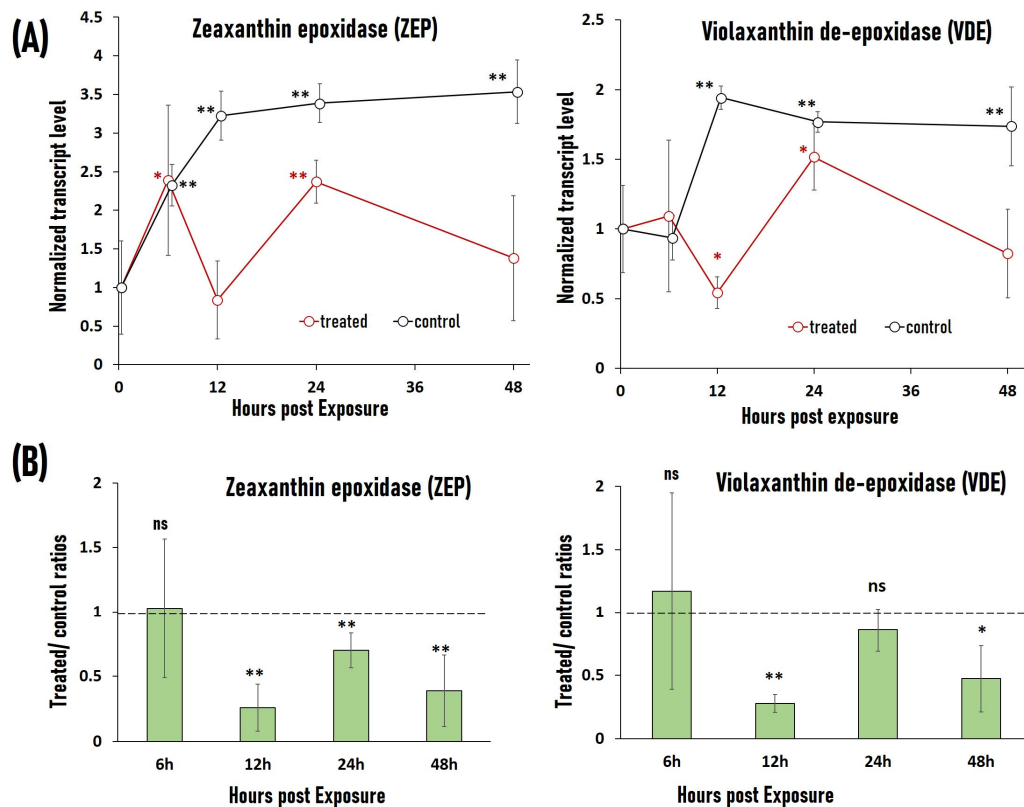 (A)
Zeaxanthin epoxidase (ZEP)
Normalized transcript level
4.5
4
3.5
3
2.5
2
1.5
1
0.5
0
**
**
**
*
**
**
treated
control
0
12
24
36
48
Hours post Exposure
Violaxanthin de-epoxidase (VDE)
Normalized transcript level
2.5
2
1.5
1
0.5
0
**
**
**
*
*
treated
control
0
12
24
36
48
Hours post exposure
(B)
Zeaxanthin epoxidase (ZEP)
Treated/ control ratios
2
1.5
1
0.5
0
ns
**
**
**
6h
12h
24h
48h
Hours post Exposure
Violaxanthin de-epoxidase (VDE)
Treated/ control ratios
2
1.5
1
0.5
0
ns
**
ns
*
6h
12h
24h
48h
Hours post Exposure